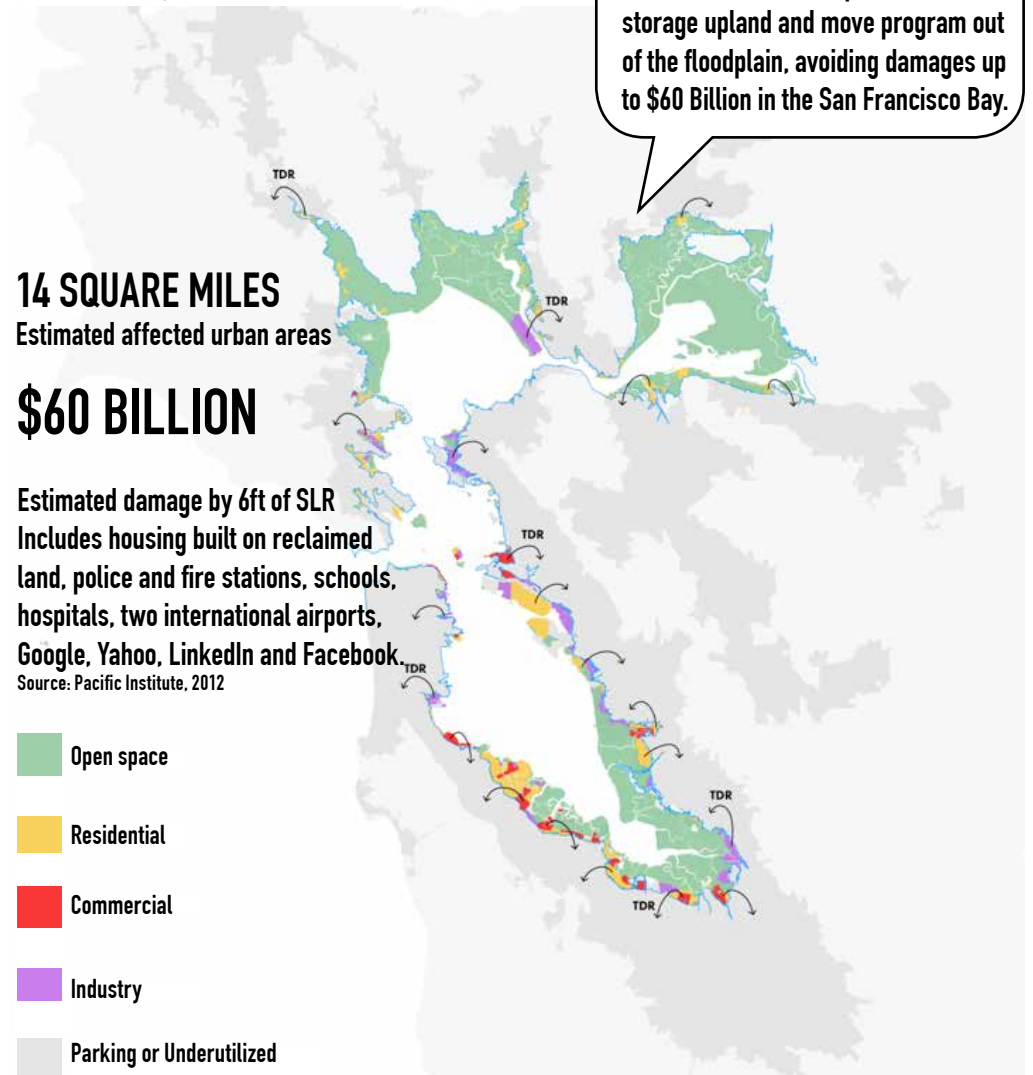 storage upland and move program out
of the floodplain, avoiding damages up
to $60 Billion in the San Francisco Bay.
TDR
14 SQUARE MILES
Estimated affected urban areas
TDR
$60 BILLION
Estimated damage by 6ft of SLR
Includes housing built on reclaimed
land, police and fire stations, schools,
hospitals, two international airports,
Google, Yahoo, LinkedIn and Facebook.
Source: Pacific Institute, 2012
TDR
TDR
Open space
TDR
Residential
Commercial
TDR
Industry
Parking or Underutilized